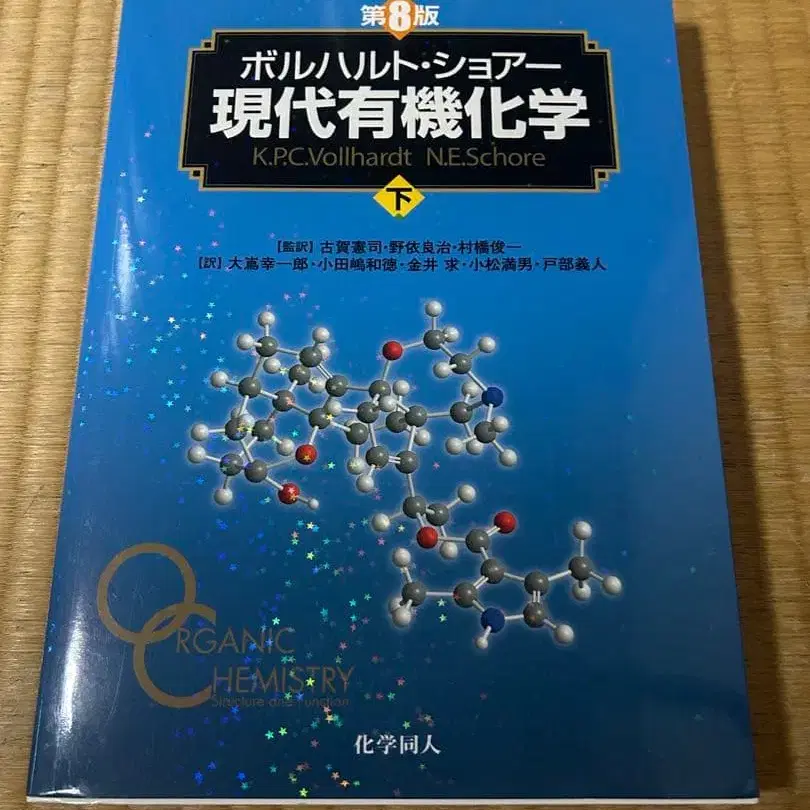 第8版
ボルハルト・ショアー
現代有機化学
K.P.C.Vollhardt N.E.Schore
下
［監訳］古賀憲司・野依良治・村橋俊一
［訳］大嶌幸一郎・小田嶋和徳・金井 求・小松満男・戸部義人
ORGANIC
CHEMISTRY
Structure and Function
化学同人